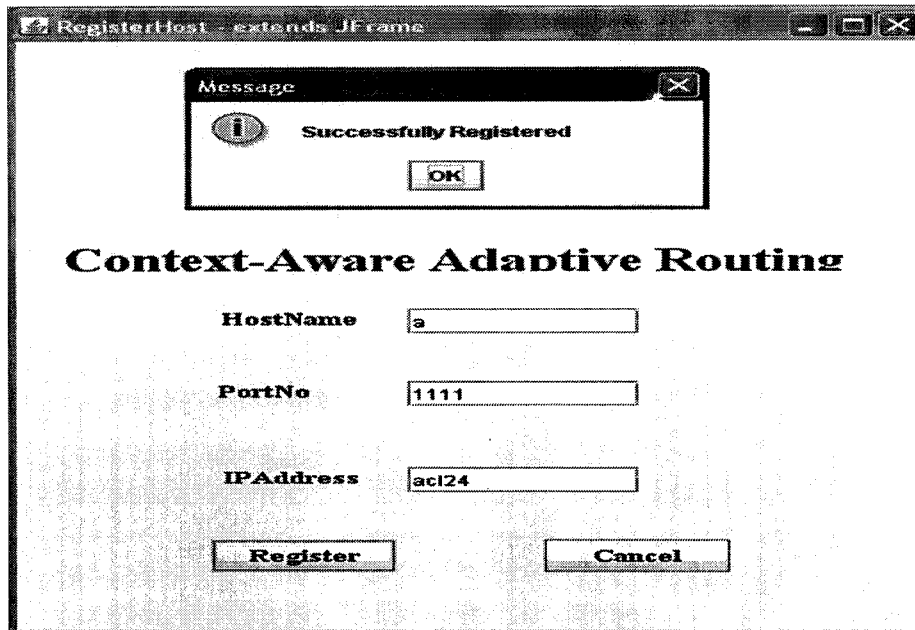 RegisterHost - extends JFrame
Message
Successfully Registered
OK
Context-Aware Adaptive Routing
HostName a
PortNo 1111
IPAddress acl24
Register Cancel